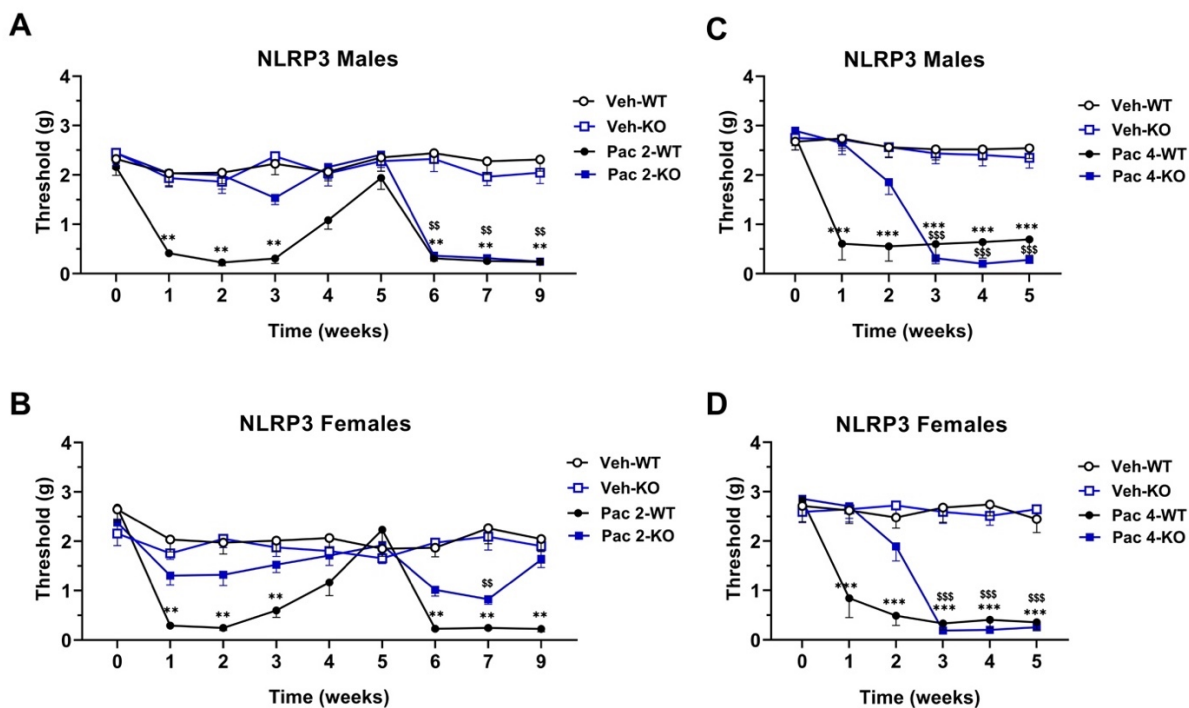 A
NLRP3 Males
Threshold (g)
4
3
2
1
0
** ** ** $$ ** $$ ** $$ **
0 1 2 3 4 5 6 7 9
Time (weeks)
Veh-WT
Veh-KO
Pac 2-WT
Pac 2-KO
C
NLRP3 Males
Threshold (g)
4
3
2
1
0
*** *** *** $$$ *** $$$ *** $$$
0 1 2 3 4 5
Time (weeks)
Veh-WT
Veh-KO
Pac 4-WT
Pac 4-KO
B
NLRP3 Females
Threshold (g)
4
3
2
1
0
** ** ** ** $$ ** **
0 1 2 3 4 5 6 7 9
Time (weeks)
Veh-WT
Veh-KO
Pac 2-WT
Pac 2-KO
D
NLRP3 Females
Threshold (g)
4
3
2
1
0
*** *** $$$ *** $$$ *** $$$ ***
0 1 2 3 4 5
Time (weeks)
Veh-WT
Veh-KO
Pac 4-WT
Pac 4-KO